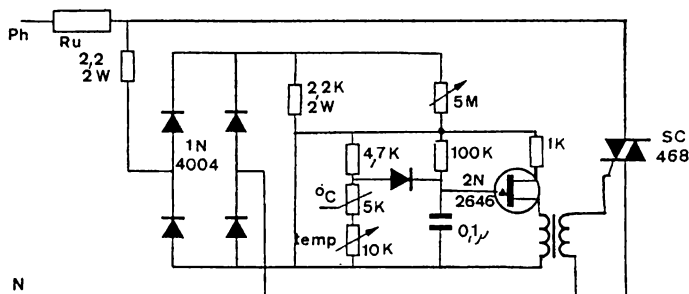 Ph
Ru
2,2
2W
1N
4004
2,2K
2W
5M
4,7K
100K
1K
SC
468
°C
5K
2N
2646
temp
10K
0,1µ
N